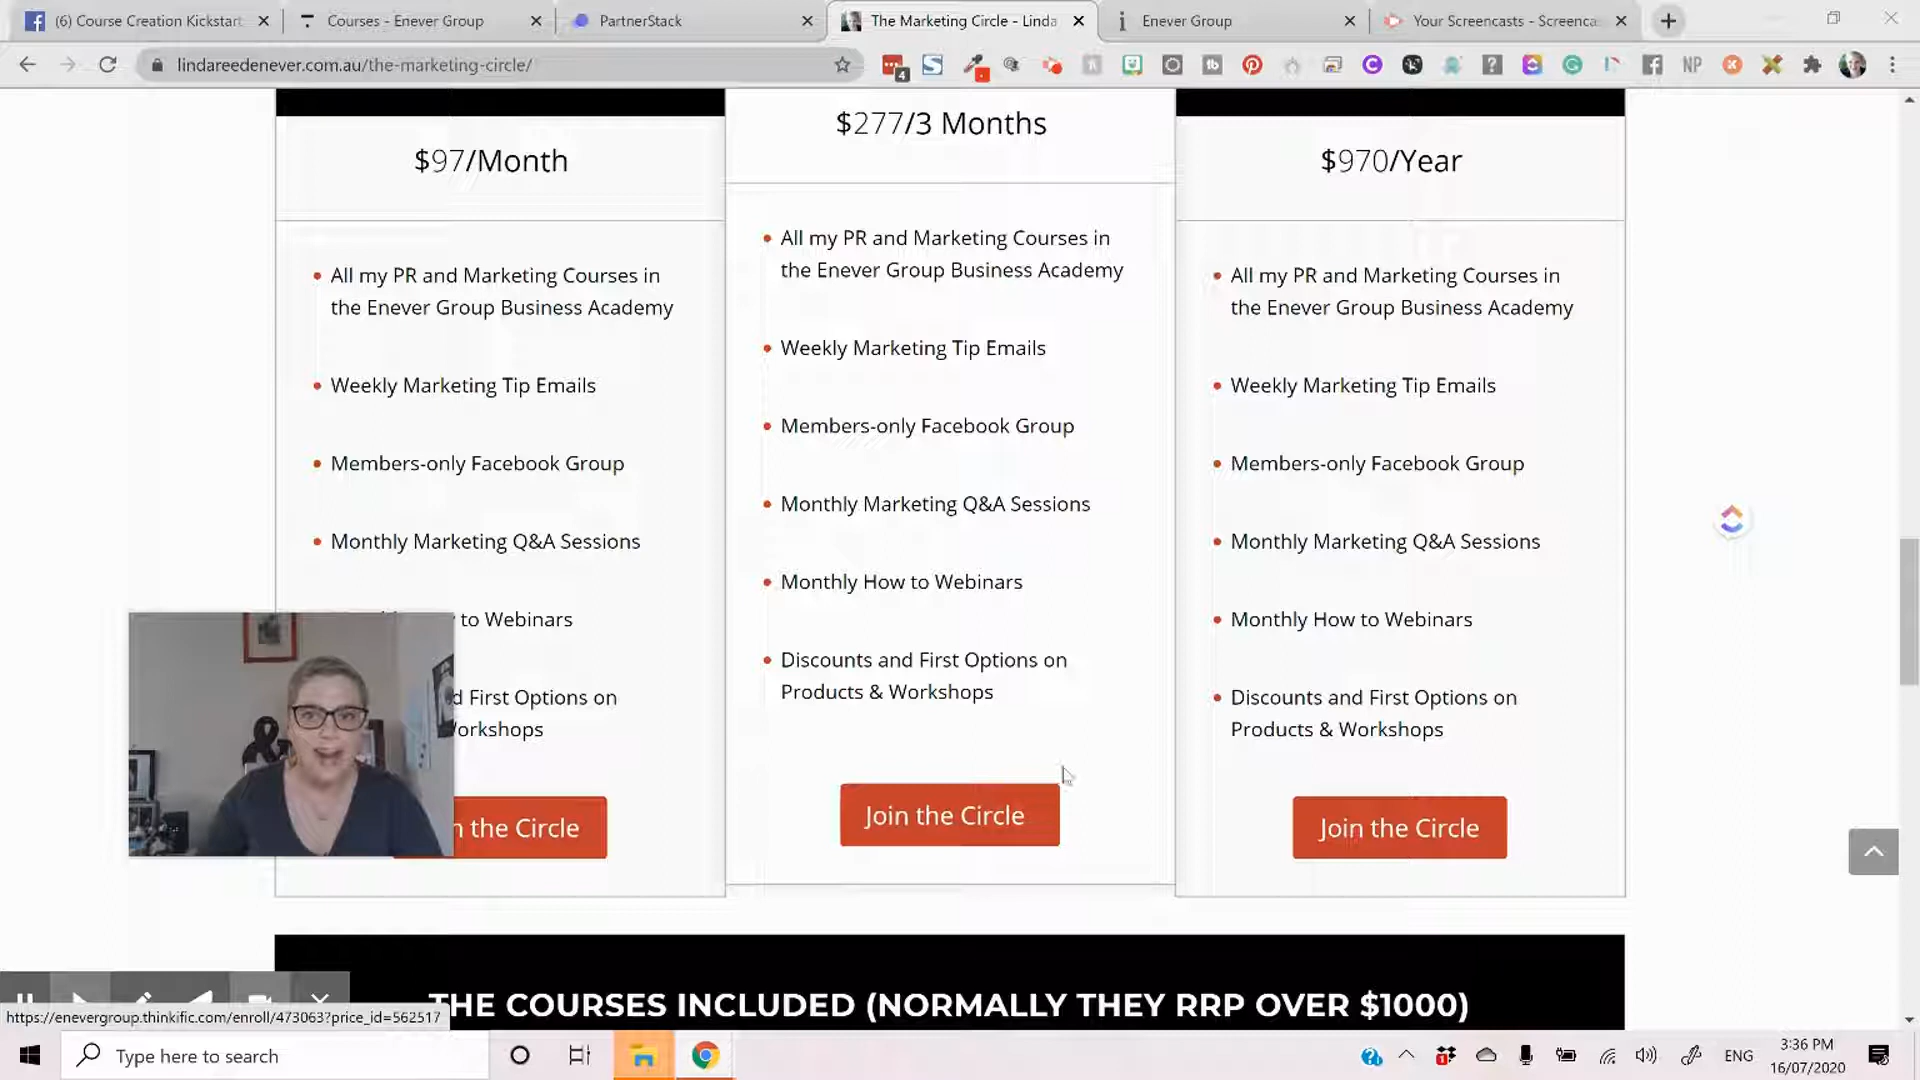 (6) Course Creation Kickstart
Courses - Enever Group
PartnerStack
The Marketing Circle - Linda
Enever Group
Your Screencasts - Screenca
lindareedenever.com.au/the-marketing-circle/
4
NP
$97/Month
All my PR and Marketing Courses in
the Enever Group Business Academy
Weekly Marketing Tip Emails
Members-only Facebook Group
Monthly Marketing Q&A Sessions
to Webinars
d First Options on
Workshops
n the Circle
$277/3 Months
All my PR and Marketing Courses in
the Enever Group Business Academy
Weekly Marketing Tip Emails
Members-only Facebook Group
Monthly Marketing Q&A Sessions
Monthly How to Webinars
Discounts and First Options on
Products & Workshops
Join the Circle
$970/Year
All my PR and Marketing Courses in
the Enever Group Business Academy
Weekly Marketing Tip Emails
Members-only Facebook Group
Monthly Marketing Q&A Sessions
Monthly How to Webinars
Discounts and First Options on
Products & Workshops
Join the Circle
&
THE COURSES INCLUDED (NORMALLY THEY RRP OVER $1000)
https://enevergroup.thinkific.com/enroll/473063?price_id=562517
Type here to search
ENG
3:36 PM
16/07/2020